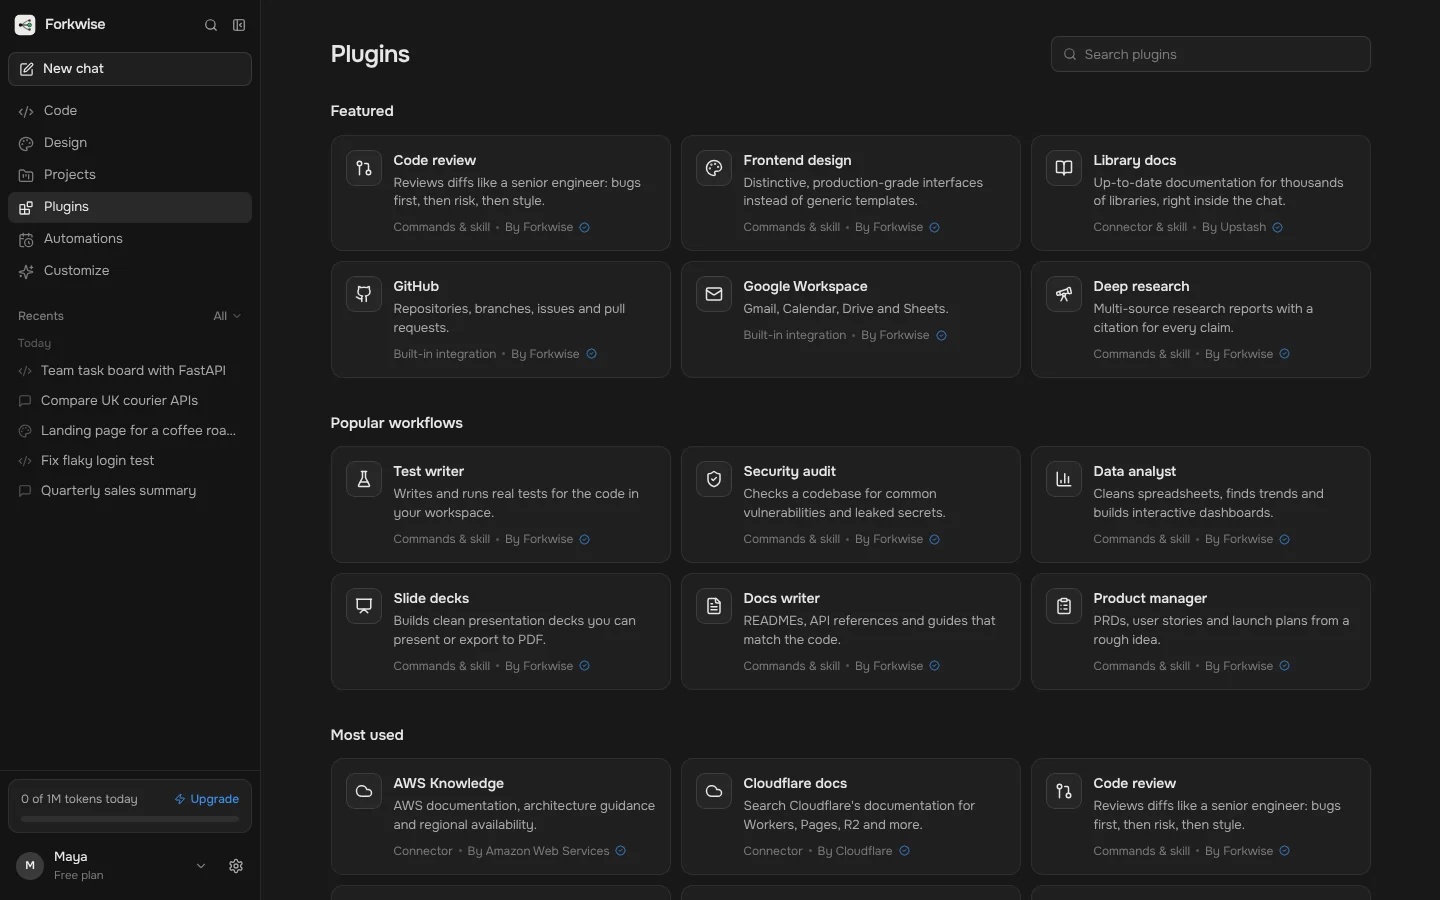 Forkwise
New chat
Code
Design
Projects
Plugins
Automations
Customize
Recents
All
Today
Team task board with FastAPI
Compare UK courier APIs
Landing page for a coffee roa...
Fix flaky login test
Quarterly sales summary
0 of 1M tokens today
Upgrade
M
Maya
Free plan
Plugins
Search plugins
Featured
Code review
Reviews diffs like a senior engineer: bugs
first, then risk, then style.
Commands & skill • By Forkwise
Frontend design
Distinctive, production-grade interfaces
instead of generic templates.
Commands & skill • By Forkwise
Library docs
Up-to-date documentation for thousands
of libraries, right inside the chat.
Connector & skill • By Upstash
GitHub
Repositories, branches, issues and pull
requests.
Built-in integration • By Forkwise
Google Workspace
Gmail, Calendar, Drive and Sheets.
Built-in integration • By Forkwise
Deep research
Multi-source research reports with a
citation for every claim.
Commands & skill • By Forkwise
Popular workflows
Test writer
Writes and runs real tests for the code in
your workspace.
Commands & skill • By Forkwise
Security audit
Checks a codebase for common
vulnerabilities and leaked secrets.
Commands & skill • By Forkwise
Data analyst
Cleans spreadsheets, finds trends and
builds interactive dashboards.
Commands & skill • By Forkwise
Slide decks
Builds clean presentation decks you can
present or export to PDF.
Commands & skill • By Forkwise
Docs writer
READMEs, API references and guides that
match the code.
Commands & skill • By Forkwise
Product manager
PRDs, user stories and launch plans from a
rough idea.
Commands & skill • By Forkwise
Most used
AWS Knowledge
AWS documentation, architecture guidance
and regional availability.
Connector • By Amazon Web Services
Cloudflare docs
Search Cloudflare's documentation for
Workers, Pages, R2 and more.
Connector • By Cloudflare
Code review
Reviews diffs like a senior engineer: bugs
first, then risk, then style.
Commands & skill • By Forkwise